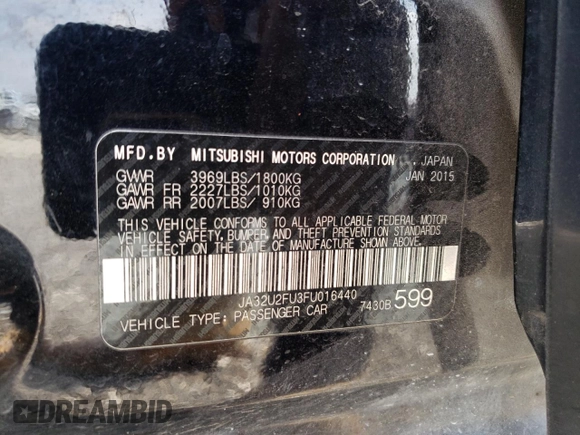 MFD.BY MITSUBISHI MOTORS CORPORATION JAPAN
GVWR 3969LBS/1800KG JAN 2015
GAWR FR 2227LBS/1010KG
GAWR RR 2007LBS/ 910KG
THIS VEHICLE CONFORMS TO ALL APPLICABLE FEDERAL MOTOR
VEHICLE SAFETY, BUMPER, AND THEFT PREVENTION STANDARDS
IN EFFECT ON THE DATE OF MANUFACTURE SHOWN ABOVE.
JA32U2FU3FU016440
VEHICLE TYPE: PASSENGER CAR 7430B 599
DREAMBID